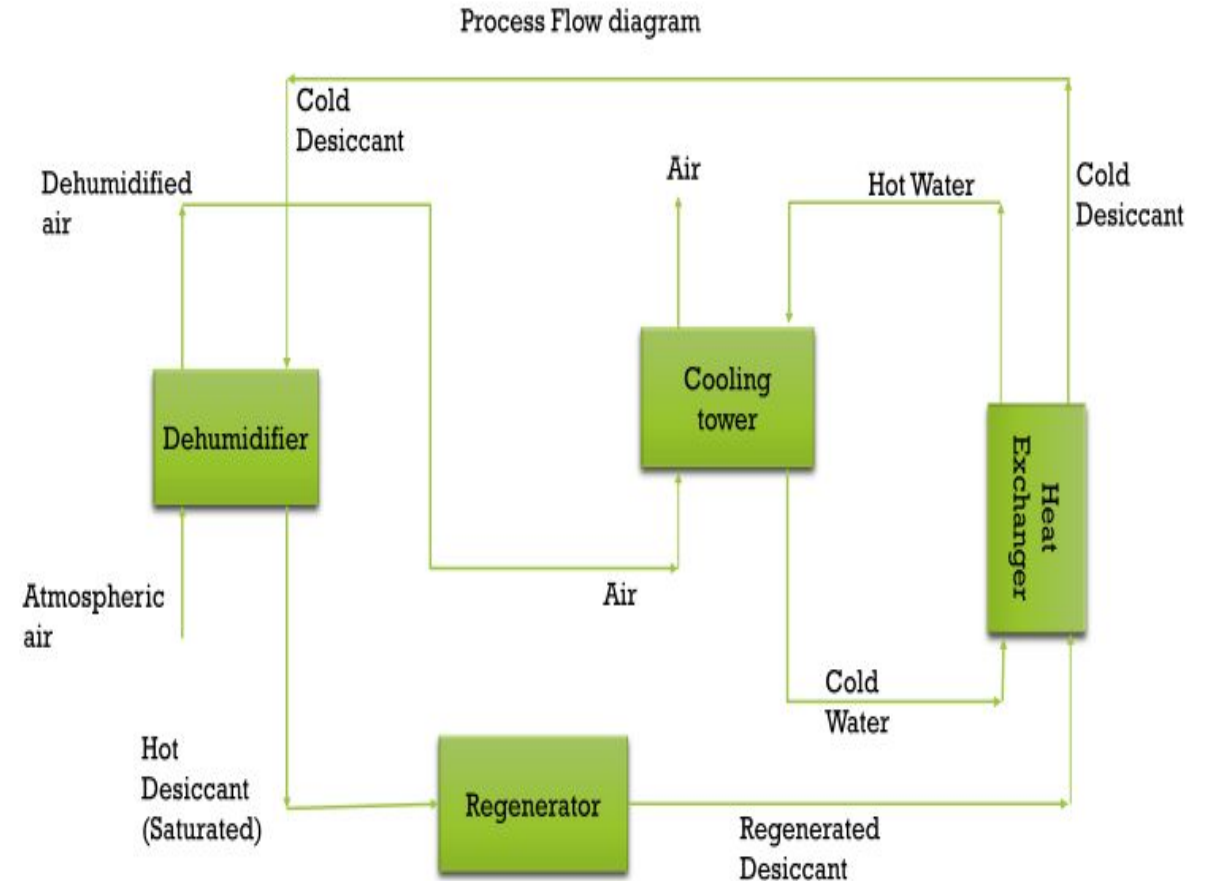 Process Flow diagram
Cold
Desiccant
Dehumidified
air
Air
Hot Water
Cold
Desiccant
Cooling
tower
Dehumidifier
Heat
Exchanger
Atmospheric
air
Air
Cold
Water
Hot
Desiccant
(Saturated)
Regenerator
Regenerated
Desiccant